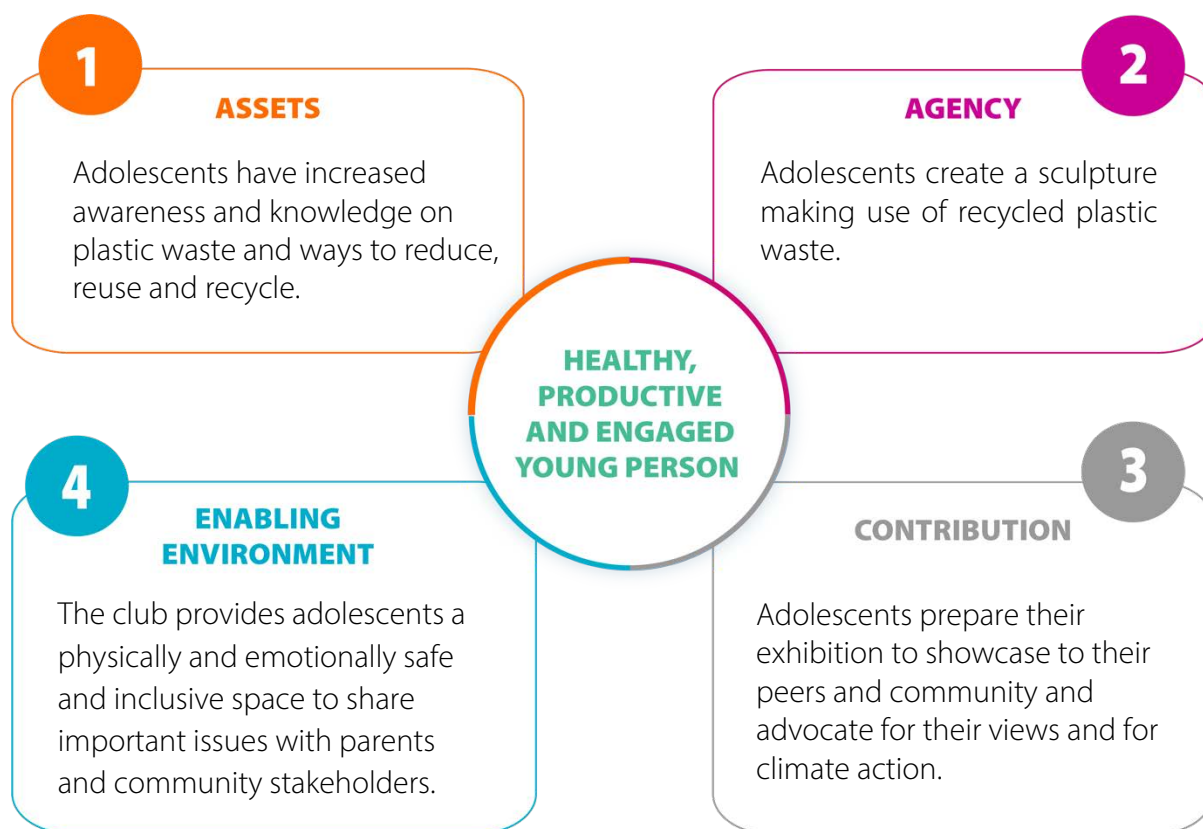 1
ASSETS
Adolescents have increased
awareness and knowledge on
plastic waste and ways to reduce,
reuse and recycle.
2
AGENCY
Adolescents create a sculpture
making use of recycled plastic
waste.
HEALTHY,
PRODUCTIVE
AND ENGAGED
YOUNG PERSON
3
CONTRIBUTION
Adolescents prepare their
exhibition to showcase to their
peers and community and
advocate for their views and for
climate action.
4
ENABLING
ENVIRONMENT
The club provides adolescents a
physically and emotionally safe
and inclusive space to share
important issues with parents
and community stakeholders.